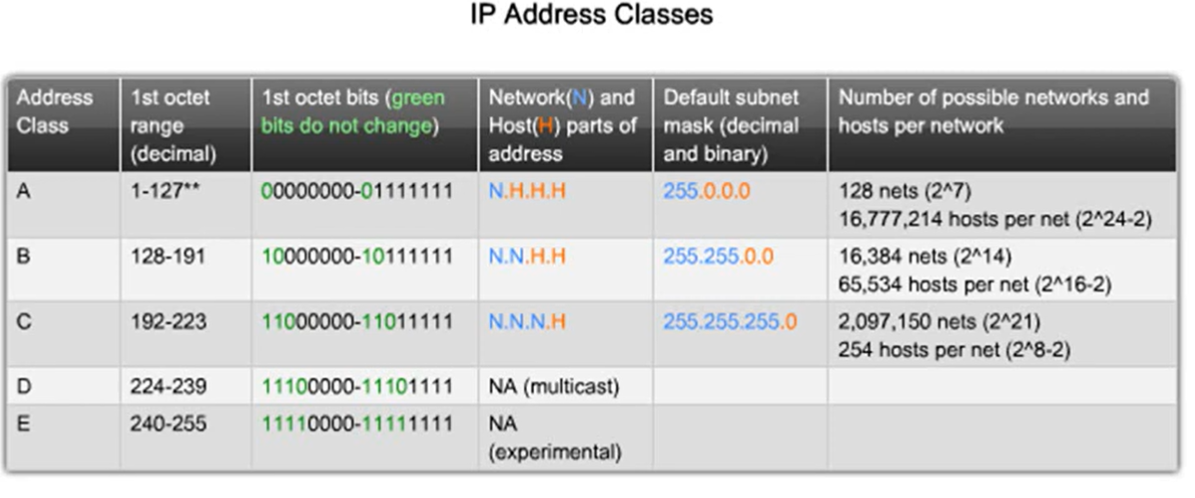 IP Address Classes
Address Class 1st octet range (decimal) 1st octet bits (green bits do not change) Network(N) and Host(H) parts of address Default subnet mask (decimal and binary) Number of possible networks and hosts per network
A 1-127** 00000000-01111111 N.H.H.H 255.0.0.0 128 nets (2^7)
16,777,214 hosts per net (2^24-2)
B 128-191 10000000-10111111 N.N.H.H 255.255.0.0 16,384 nets (2^14)
65,534 hosts per net (2^16-2)
C 192-223 11000000-11011111 N.N.N.H 255.255.255.0 2,097,150 nets (2^21)
254 hosts per net (2^8-2)
D 224-239 11100000-11101111 NA (multicast)
E 240-255 11110000-11111111 NA
(experimental)